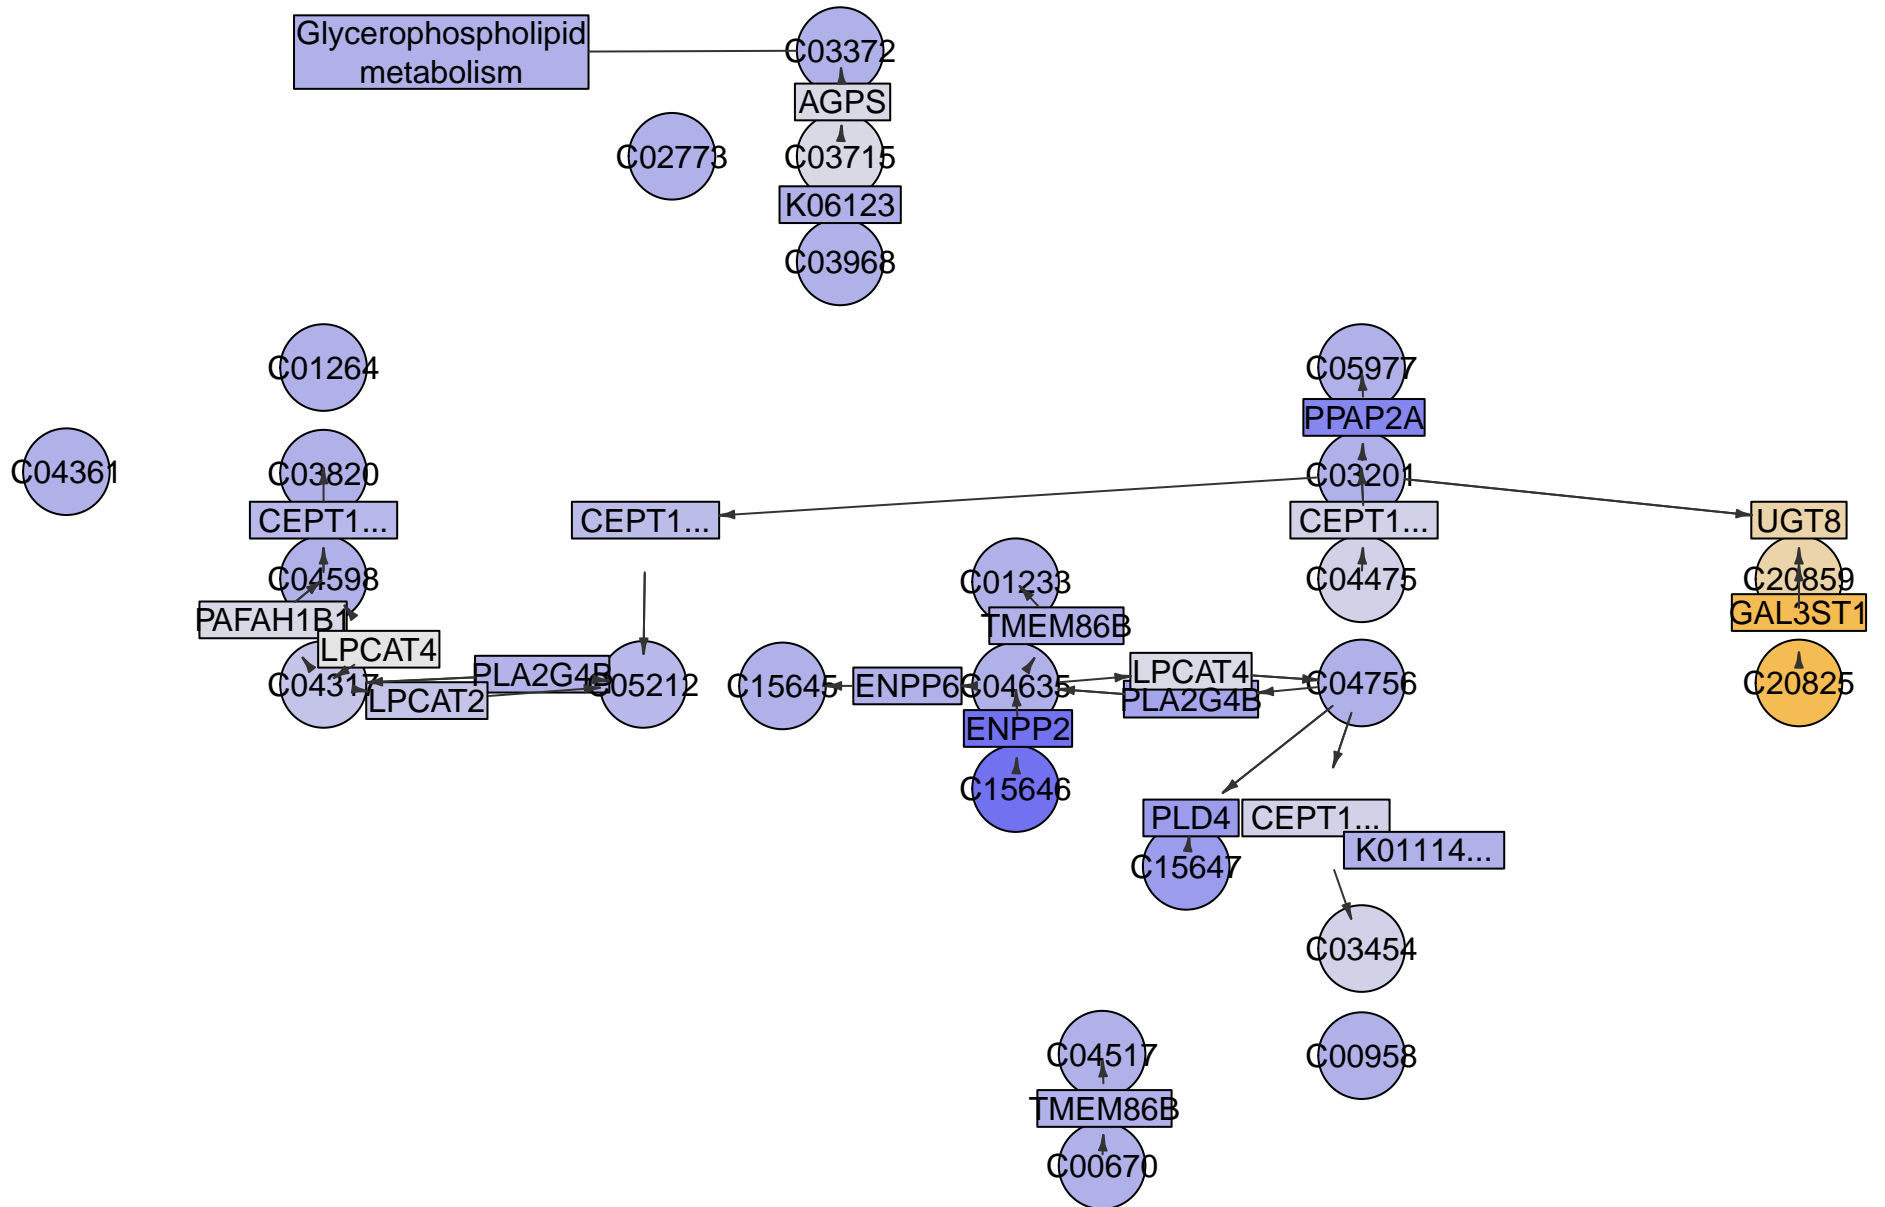 Glycerophospholipid
metabolism
C03372
AGPS
C02773
C03715
K06123
C03968
C01264
C05977
PPAP2A
C04361
C03820
C03201
CEPT1...
CEPT1...
CEPT1...
UGT8
C04598
C01233
C04475
C20859
PAFAH1B1
TMEM86B
GAL3ST1
LPCAT4
PLA2G4B
LPCAT4
C04317
LPCAT2
C05212
C15645
ENPP6
C04635
PLA2G4B
C04756
C20825
ENPP2
C15646
PLD4
CEPT1...
K01114...
C15647
C03454
C04517
C00958
TMEM86B
C00670